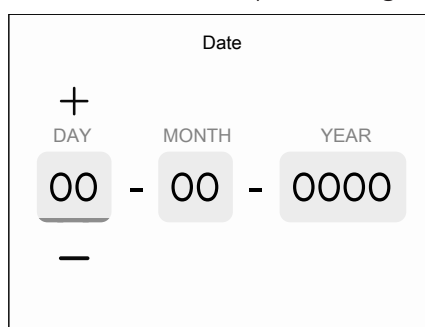 Date
+
DAY MONTH YEAR
00 - 00 - 0000
—